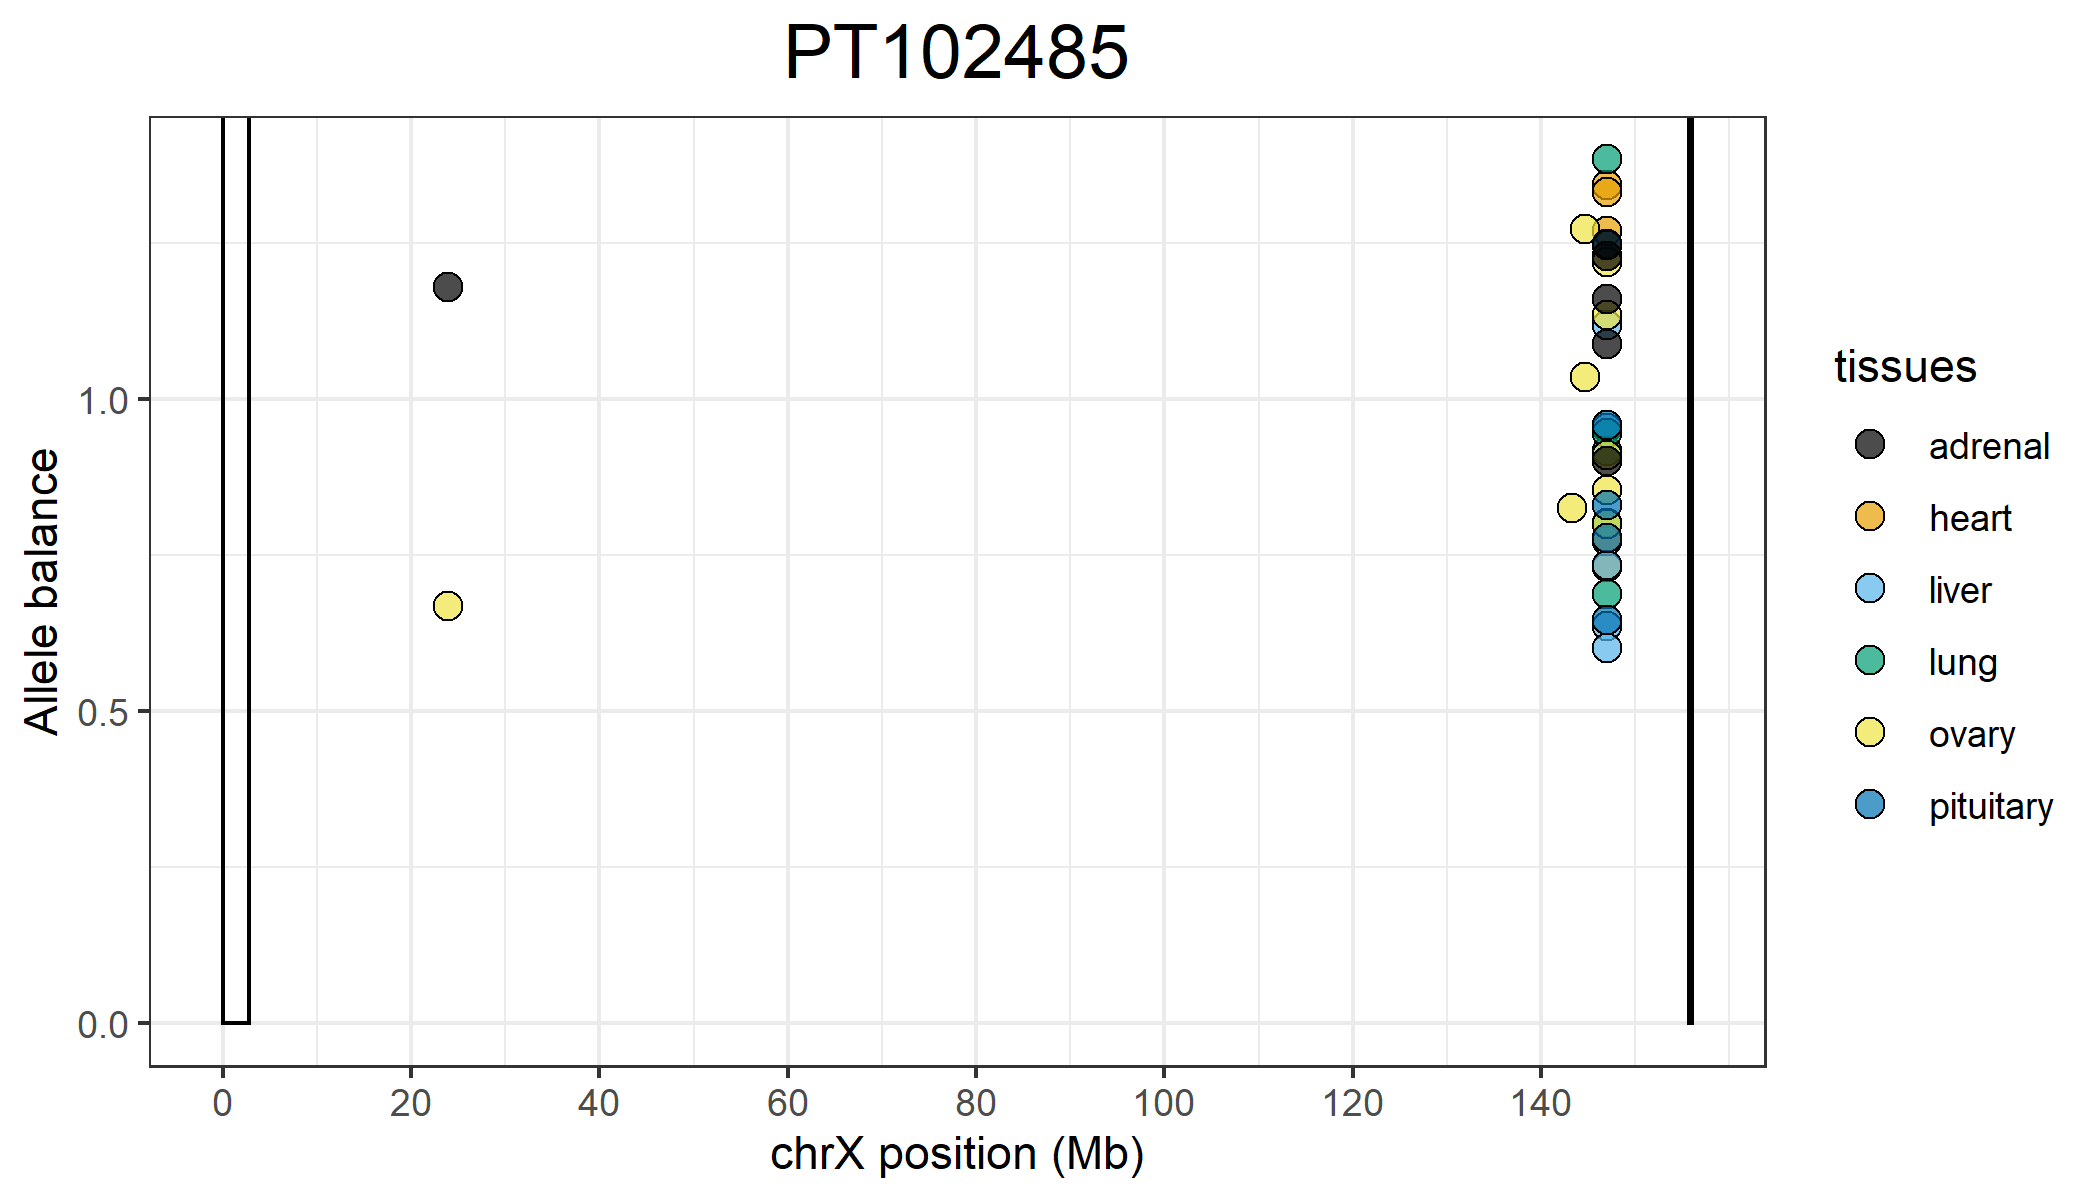 PT102485
Allele balance
1.0
0.5
0.0
0 20 40 60 80 100 120 140
chrX position (Mb)
tissues
adrenal
heart
liver
lung
ovary
pituitary